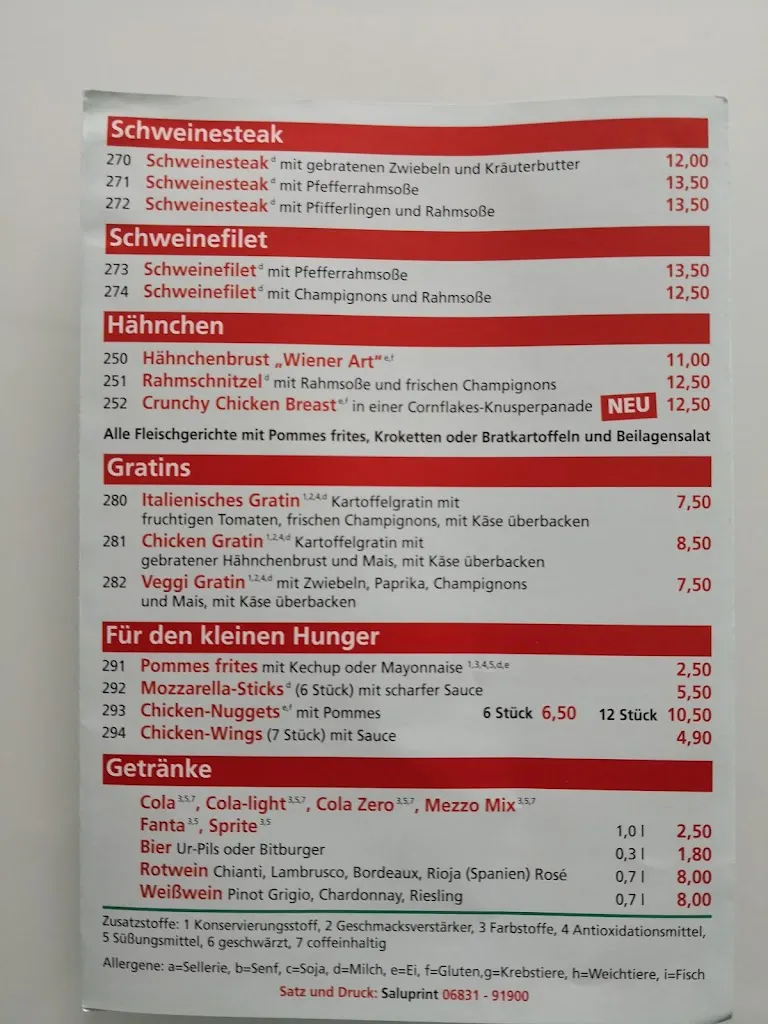 Schweinesteak
270 Schweinesteak d mit gebratenen Zwiebeln und Kräuterbutter 12,00
271 Schweinesteak d mit Pfefferrahmsoße 13,50
272 Schweinesteak d mit Pfifferlingen und Rahmsoße 13,50
Schweinefilet
273 Schweinefilet d mit Pfefferrahmsoße 13,50
274 Schweinefilet d mit Champignons und Rahmsoße 12,50
Hähnchen
250 Hähnchenbrust „Wiener Art“ e,f 11,00
251 Rahmschnitzel d mit Rahmsoße und frischen Champignons 12,50
252 Crunchy Chicken Breast e,f in einer Cornflakes-Knusperpanade NEU 12,50
Alle Fleischgerichte mit Pommes frites, Kroketten oder Bratkartoffeln und Beilagensalat
Gratins
280 Italienisches Gratin 1,2,4,d Kartoffelgratin mit 7,50
fruchtigen Tomaten, frischen Champignons, mit Käse überbacken
281 Chicken Gratin 1,2,4,d Kartoffelgratin mit 8,50
gebratener Hähnchenbrust und Mais, mit Käse überbacken
282 Veggi Gratin 1,2,4,d mit Zwiebeln, Paprika, Champignons 7,50
und Mais, mit Käse überbacken
Für den kleinen Hunger
291 Pommes frites mit Kechup oder Mayonnaise 1,3,4,5,d,e 2,50
292 Mozzarella-Sticks d (6 Stück) mit scharfer Sauce 5,50
293 Chicken-Nuggets e,f mit Pommes 6 Stück 6,50 12 Stück 10,50
294 Chicken-Wings (7 Stück) mit Sauce 4,90
Getränke
Cola 3,5,7, Cola-light 3,5,7, Cola Zero 3,5,7, Mezzo Mix 3,5,7
Fanta 3,5, Sprite 3,5 1,0 l 2,50
Bier Ur-Pils oder Bitburger 0,3 l 1,80
Rotwein Chianti, Lambrusco, Bordeaux, Rioja (Spanien) Rosé 0,7 l 8,00
Weißwein Pinot Grigio, Chardonnay, Riesling 0,7 l 8,00
Zusatzstoffe: 1 Konservierungsstoff, 2 Geschmacksverstärker, 3 Farbstoffe, 4 Antioxidationsmittel,
5 Süßungsmittel, 6 geschwärzt, 7 coffeinhaltig
Allergene: a=Sellerie, b=Senf, c=Soja, d=Milch, e=Ei, f=Gluten,g=Krebstiere, h=Weichtiere, i=Fisch
Satz und Druck: Saluprint 06831 - 91900